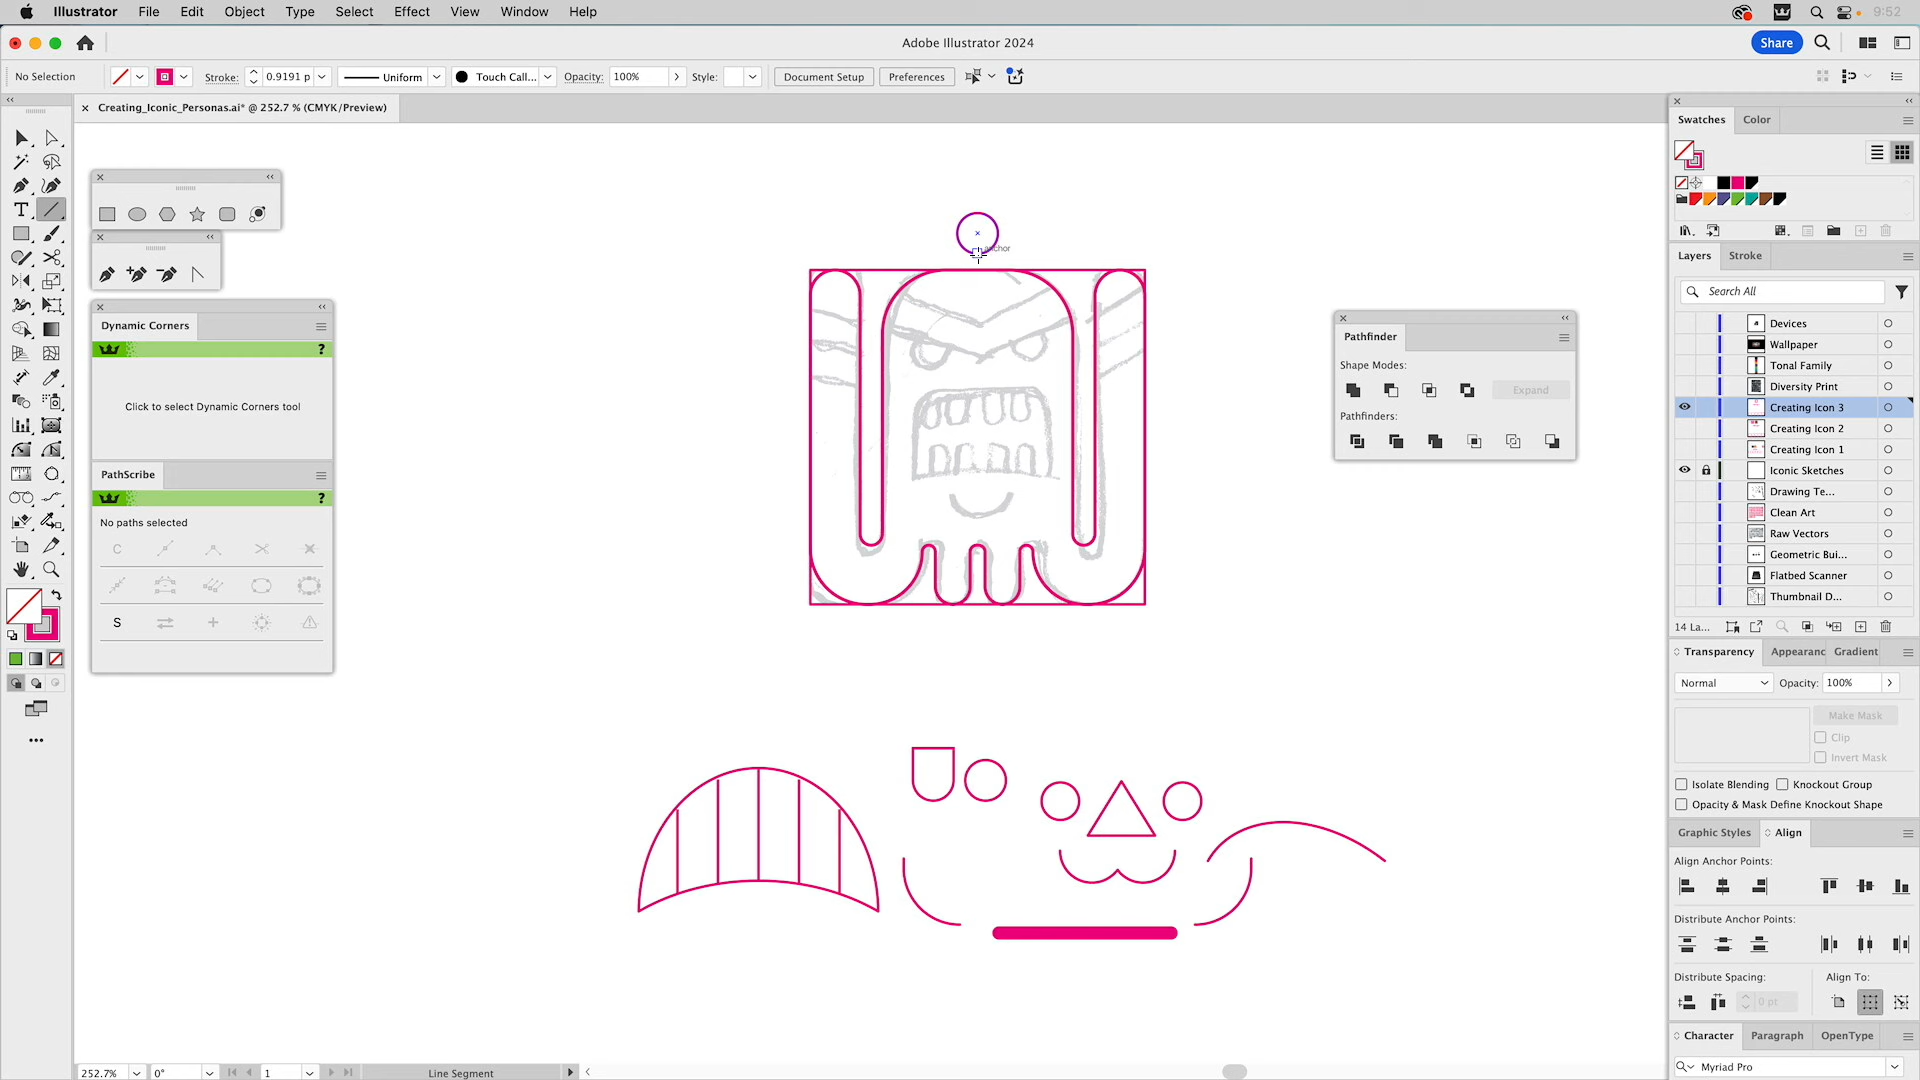 Illustrator File Edit Object Type Select Effect View Window Help 9:52
Adobe Illustrator 2024 Share
No Selection Stroke: 0.9191 p Uniform Touch Call... Opacity: 100% Style: Document Setup Preferences
× Creating_Iconic_Personas.ai* @ 252.7 % (CMYK/Preview)
Swatches Color
Dynamic Corners
?
Click to select Dynamic Corners tool
PathScribe
?
No paths selected
C
S
anchor
Pathfinder
Shape Modes:
Expand
Pathfinders:
Layers Stroke
Search All
Devices
Wallpaper
Tonal Family
Diversity Print
Creating Icon 3
Creating Icon 2
Creating Icon 1
Iconic Sketches
Drawing Te...
Clean Art
Raw Vectors
Geometric Bui...
Flatbed Scanner
Thumbnail D...
14 La...
Transparency Appearanc Gradient
Normal Opacity: 100%
Make Mask
Clip
Invert Mask
Isolate Blending Knockout Group
Opacity & Mask Define Knockout Shape
Graphic Styles Align
Align Anchor Points:
Distribute Anchor Points:
Distribute Spacing: Align To:
0 pt
Character Paragraph OpenType
Myriad Pro
252.7% 0° 1 Line Segment